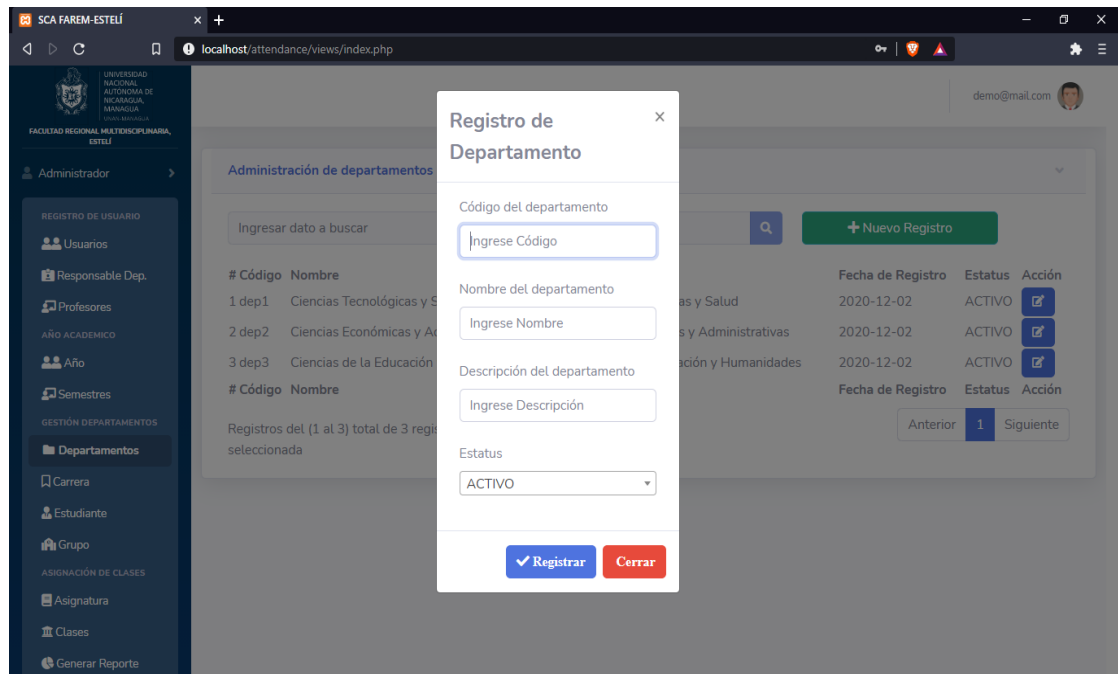 SCA FAREM-ESTELÍ
localhost/attendance/views/index.php
UNIVERSIDAD
NACIONAL
AUTÓNOMA DE
NICARAGUA,
MANAGUA
UNAN-MANAGUA
FACULTAD REGIONAL MULTIDISCIPLINARIA,
ESTELÍ
Administrador
REGISTRO DE USUARIO
Usuarios
Responsable Dep.
Profesores
AÑO ACADEMICO
Año
Semestres
GESTIÓN DEPARTAMENTOS
Departamentos
Carrera
Estudiante
Grupo
ASIGNACIÓN DE CLASES
Asignatura
Clases
Generar Reporte
demo@mail.com
Administración de departamentos
Ingresar dato a buscar
Nuevo Registro
# Código Nombre Fecha de Registro Estatus Acción
1 dep1 Ciencias Tecnológicas y S as y Salud 2020-12-02 ACTIVO
2 dep2 Ciencias Económicas y Ad s y Administrativas 2020-12-02 ACTIVO
3 dep3 Ciencias de la Educación ación y Humanidades 2020-12-02 ACTIVO
# Código Nombre Fecha de Registro Estatus Acción
Registros del (1 al 3) total de 3 regis
seleccionada
Anterior 1 Siguiente
Registro de
Departamento
×
Código del departamento
Ingrese Código
Nombre del departamento
Ingrese Nombre
Descripción del departamento
Ingrese Descripción
Estatus
ACTIVO
Registrar Cerrar